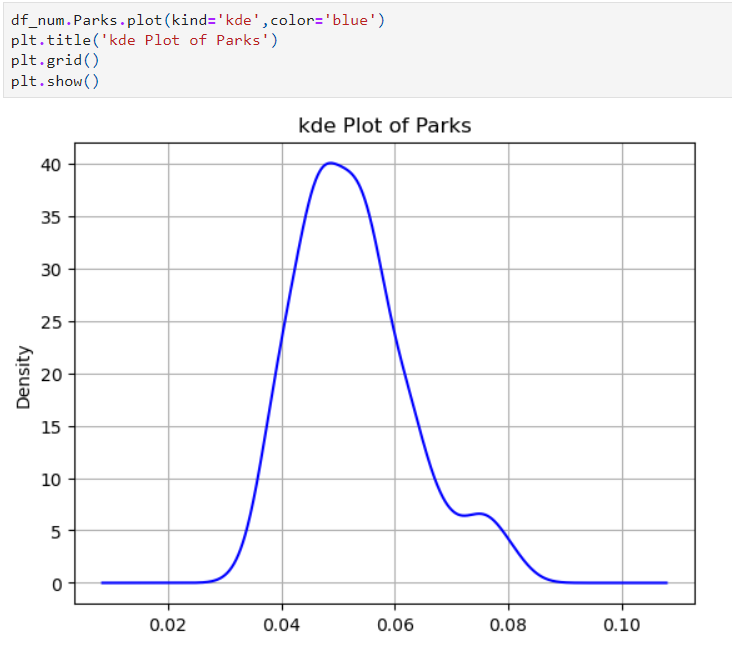 df_num.Parks.plot(kind='kde',color='blue')
plt.title('kde Plot of Parks')
plt.grid()
plt.show()
kde Plot of Parks
40
35
30
25
20
15
10
5
0
Density
0.02 0.04 0.06 0.08 0.10